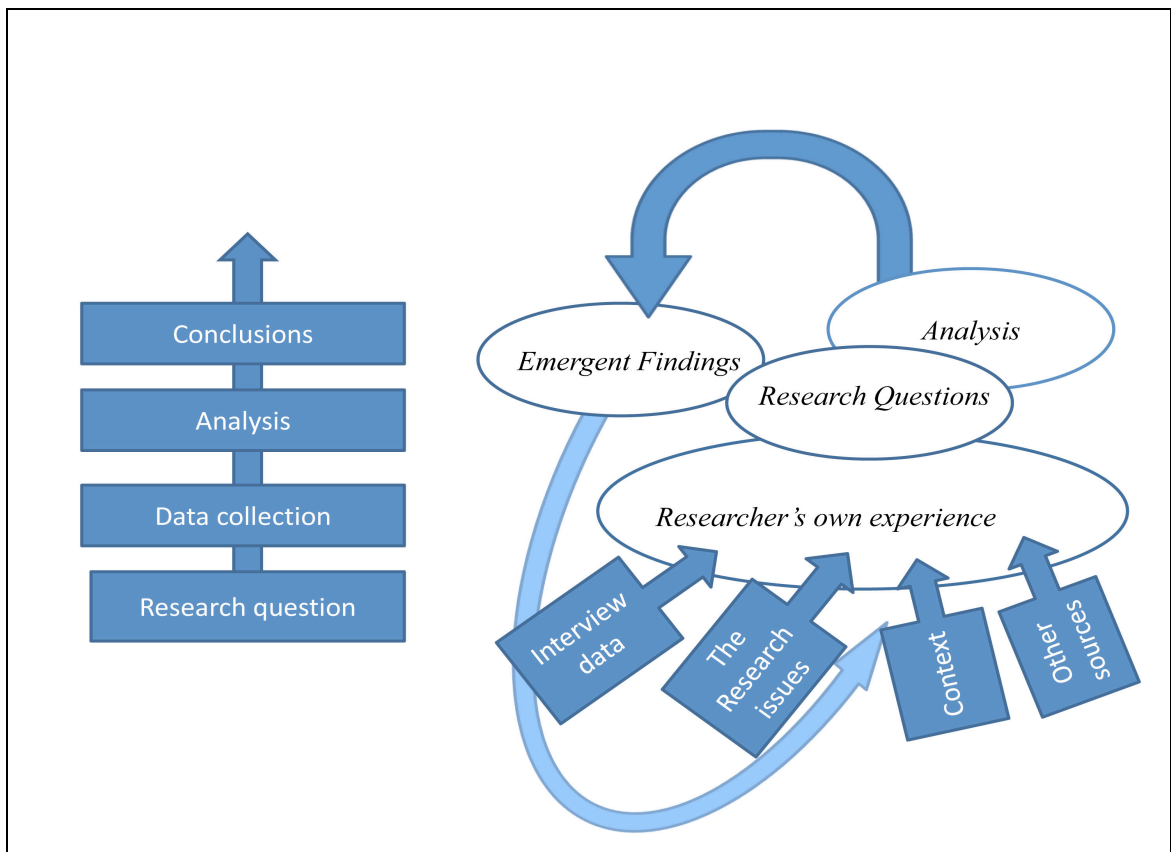 Conclusions
Analysis
Data collection
Research question
Emergent Findings
Analysis
Research Questions
Researcher’s own experience
Interview
data
The
Research
issues
Context
Other
sources